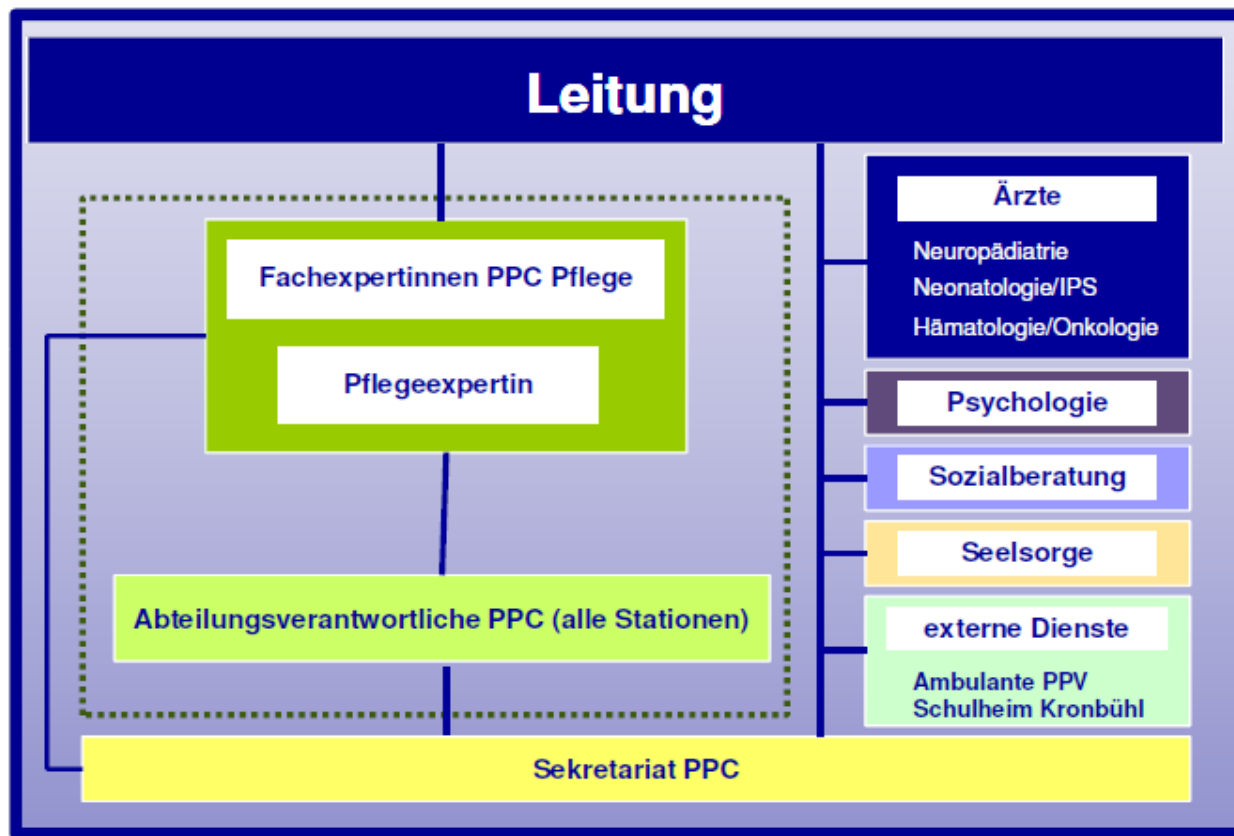 Leitung
Fachexpertinnen PPC Pflege
Pflegeexpertin
Abteilungsverantwortliche PPC (alle Stationen)
Ärzte
Neuropädiatrie
Neonatologie/IPS
Hämatologie/Onkologie
Psychologie
Sozialberatung
Seelsorge
externe Dienste
Ambulante PPV
Schulheim Kronbühl
Sekretariat PPC